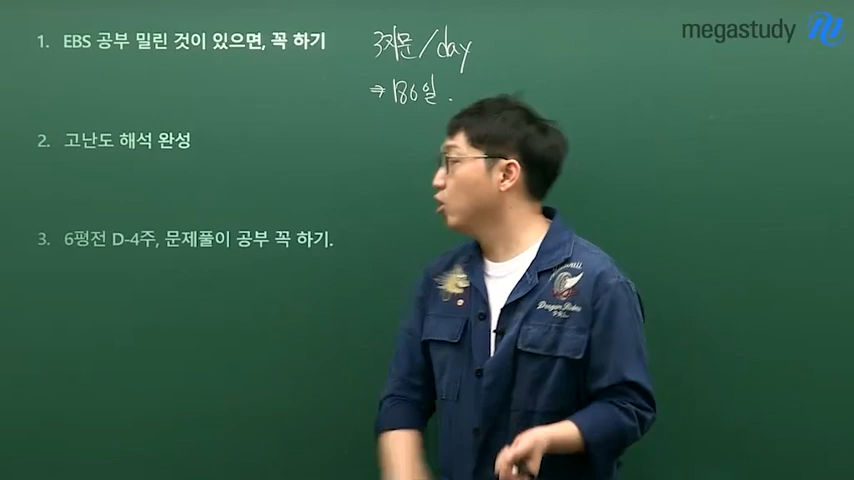 megastudy
1. EBS 공부 밀린 것이 있으면, 꼭 하기
3지문/day
⇒ 180일.
2. 고난도 해석 완성
3. 6평전 D-4주, 문제풀이 공부 꼭 하기.